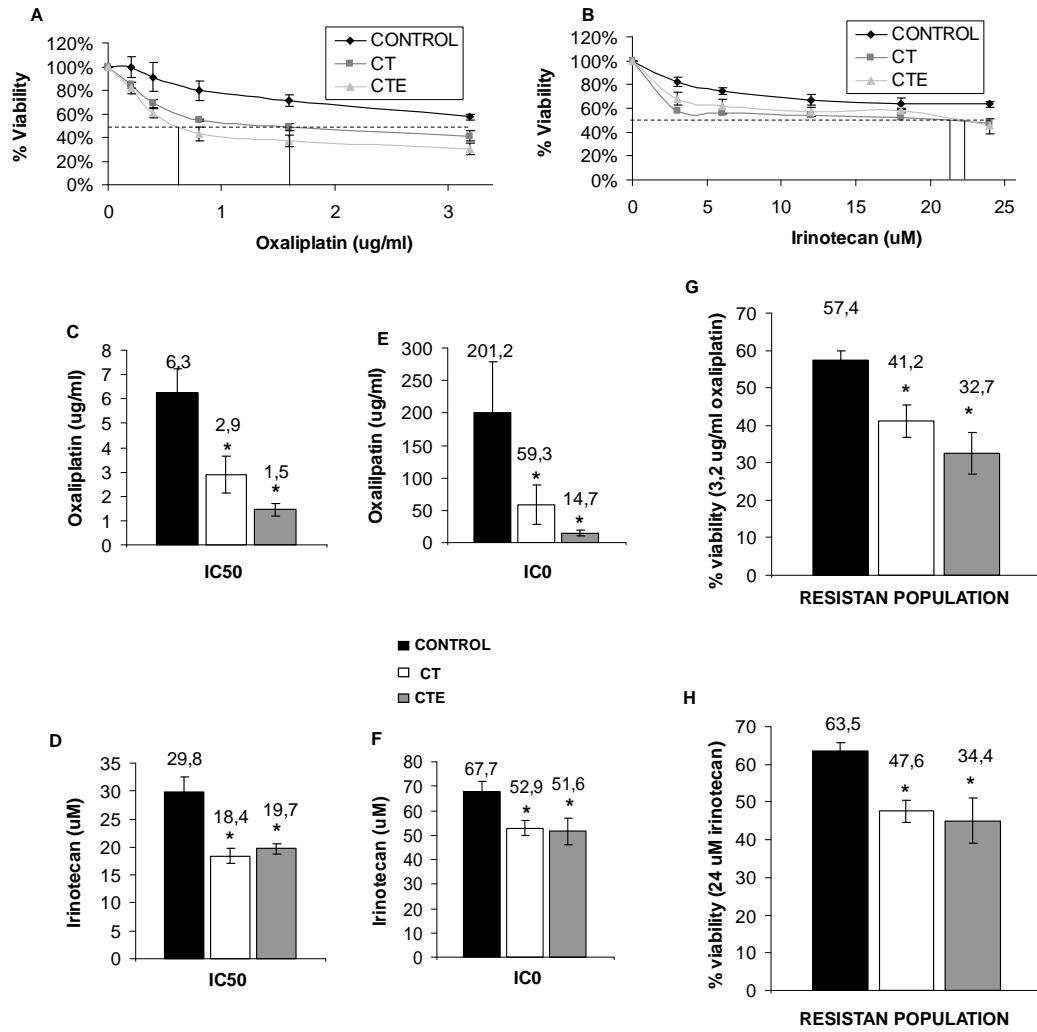 A
120%
100%
80%
60%
40%
20%
0%
% Viability
0 1 2 3
Oxaliplatin (ug/ml)
CONTROL
CT
CTE
B
120%
100%
80%
60%
40%
20%
0%
% Viability
0 5 10 15 20 25
Irinotecan (uM)
CONTROL
CT
CTE
C
8
7
6
5
4
3
2
1
0
Oxaliplatin (ug/ml)
6,3
2,9
*
1,5
*
IC50
E
300
250
200
150
100
50
0
Oxalilpatin (ug/ml)
201,2
59,3
*
14,7
*
IC0
G
70
60
50
40
30
20
10
0
% viability (3,2 ug/ml oxaliplatin)
57,4
41,2
*
32,7
*
RESISTAN POPULATION
CONTROL
CT
CTE
D
35
30
25
20
15
10
5
0
Irinotecan (uM)
29,8
18,4
*
19,7
*
IC50
F
80
70
60
50
40
30
20
10
0
Irinotecan (uM)
67,7
52,9
*
51,6
*
IC0
H
70
60
50
40
30
20
10
0
% viability (24 uM irinotecan)
63,5
47,6
*
34,4
*
RESISTAN POPULATION